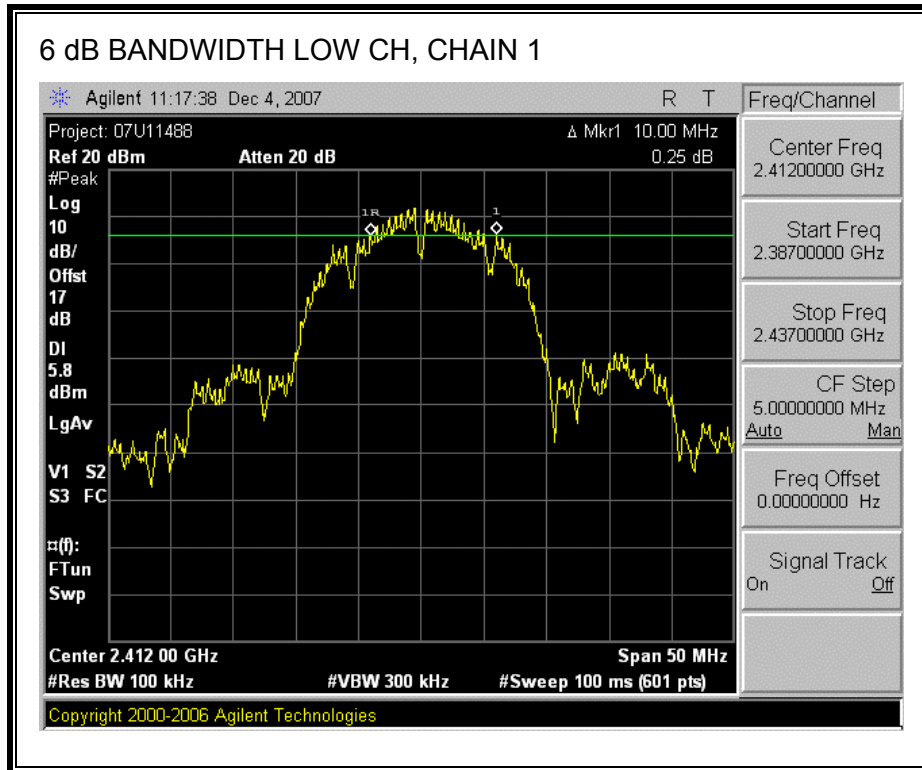 6 dB BANDWIDTH LOW CH, CHAIN 1
Agilent 11:17:38 Dec 4, 2007 R T
Project: 07U11488 Δ Mkr1 10.00 MHz
Ref 20 dBm Atten 20 dB 0.25 dB
#Peak
Log
10
dB/
Offst
17
dB
DI
5.8
dBm
LgAv
V1 S2
S3 FC
¤(f):
FTun
Swp
1R 1
Center 2.412 00 GHz Span 50 MHz
#Res BW 100 kHz #VBW 300 kHz #Sweep 100 ms (601 pts)
Copyright 2000-2006 Agilent Technologies
Freq/Channel
Center Freq
2.41200000 GHz
Start Freq
2.38700000 GHz
Stop Freq
2.43700000 GHz
CF Step
5.00000000 MHz
Auto Man
Freq Offset
0.00000000 Hz
Signal Track
On Off